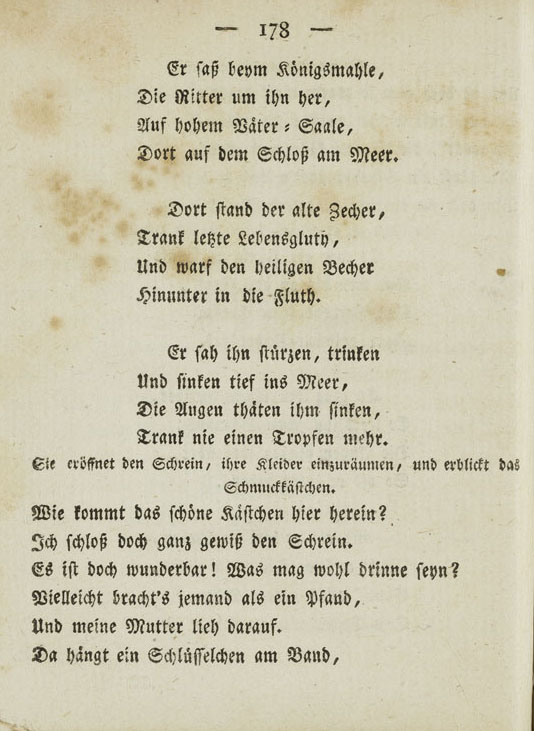 — 178 —
Er saß beym Königsmahle,
Die Ritter um ihn her,
Auf hohem Väter-Saale,
Dort auf dem Schloß am Meer.
Dort stand der alte Zecher,
Trank letzte Lebensgluth,
Und warf den heiligen Becher
Hinunter in die Fluth.
Er sah ihn stürzen, trinken
Und sinken tief ins Meer,
Die Augen thäten ihm sinken,
Trank nie einen Tropfen mehr.
Sie eröffnet den Schrein, ihre Kleider einzuräumen, und erblickt das
Schmuckkästchen.
Wie kommt das schöne Kästchen hier herein?
Ich schloß doch ganz gewiß den Schrein.
Es ist doch wunderbar! Was mag wohl drinne seyn?
Vielleicht bracht's jemand als ein Pfand,
Und meine Mutter lieh darauf.
Da hängt ein Schlüsselchen am Band,